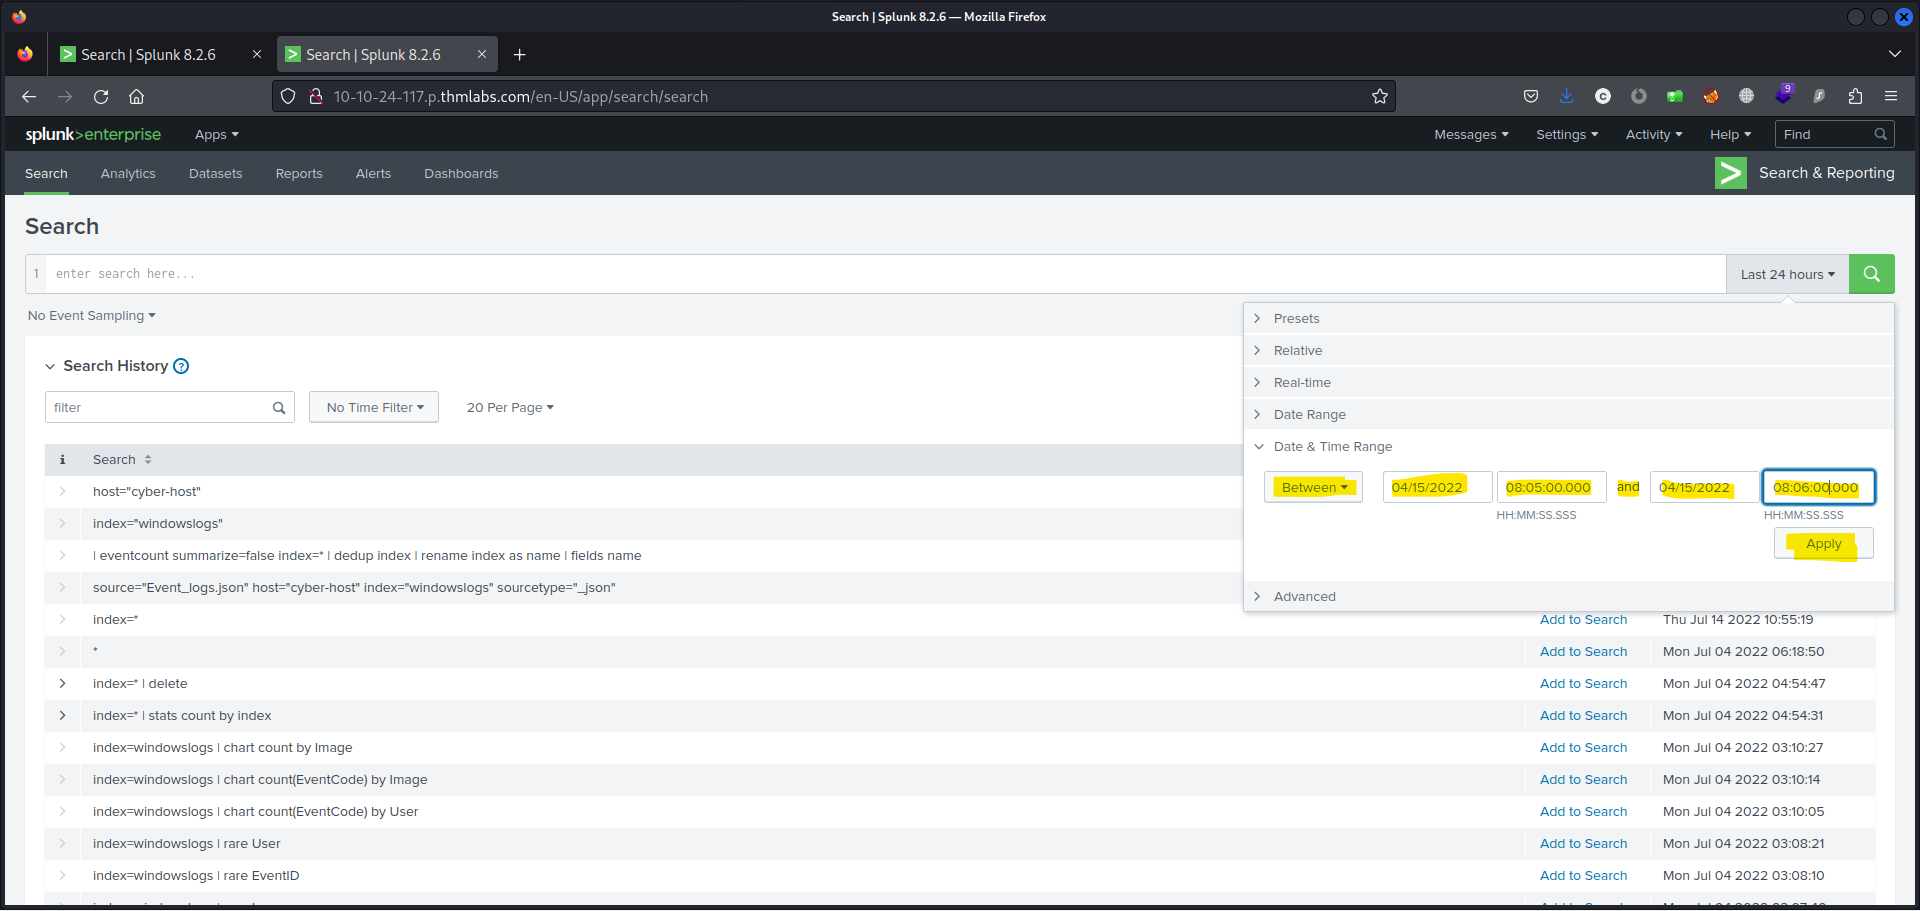 Search | Splunk 8.2.6 — Mozilla Firefox
Search | Splunk 8.2.6
Search | Splunk 8.2.6
10-10-24-117.p.thmlabs.com/en-US/app/search/search
9
splunk>enterprise Apps Messages Settings Activity Help Find
Search Analytics Datasets Reports Alerts Dashboards Search & Reporting
Search
1 enter search here... Last 24 hours
No Event Sampling
Presets
Relative
Real-time
Date Range
Date & Time Range
Between 04/15/2022 08:05:00.000 and 04/15/2022 08:06:00.000
HH:MM:SS.SSS HH:MM:SS.SSS
Apply
Advanced
Search History ?
filter No Time Filter 20 Per Page
i Search
host="cyber-host"
index="windowslogs"
| eventcount summarize=false index=* | dedup index | rename index as name | fields name
source="Event_logs.json" host="cyber-host" index="windowslogs" sourcetype="_json"
index=* Add to Search Thu Jul 14 2022 10:55:19
* Add to Search Mon Jul 04 2022 06:18:50
index=* | delete Add to Search Mon Jul 04 2022 04:54:47
index=* | stats count by index Add to Search Mon Jul 04 2022 04:54:31
index=windowslogs | chart count by Image Add to Search Mon Jul 04 2022 03:10:27
index=windowslogs | chart count(EventCode) by Image Add to Search Mon Jul 04 2022 03:10:14
index=windowslogs | chart count(EventCode) by User Add to Search Mon Jul 04 2022 03:10:05
index=windowslogs | rare User Add to Search Mon Jul 04 2022 03:08:21
index=windowslogs | rare EventID Add to Search Mon Jul 04 2022 03:08:10